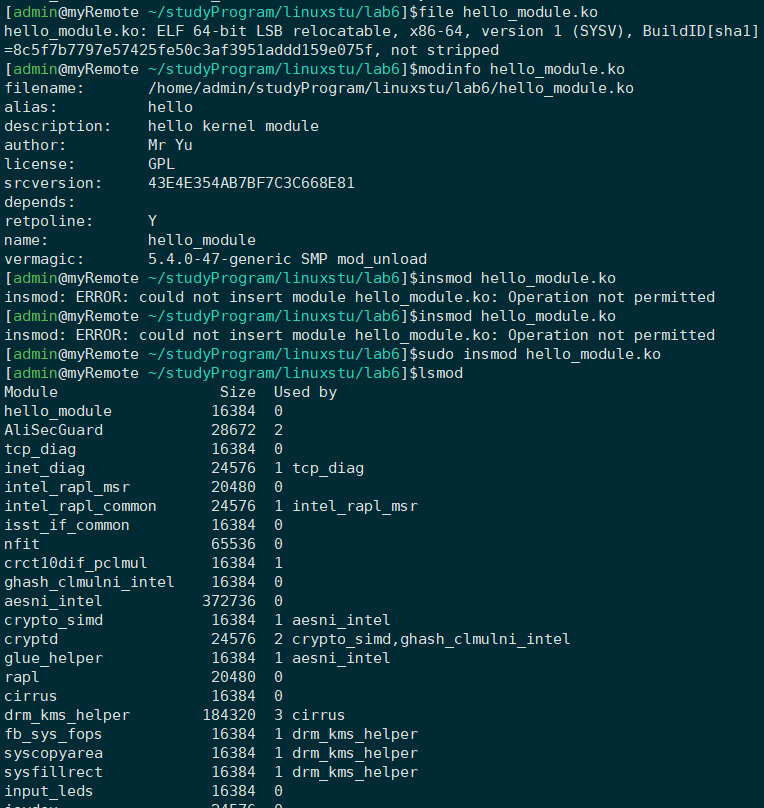 [admin@myRemote ~/studyProgram/linuxstu/lab6]$file hello_module.ko
hello_module.ko: ELF 64-bit LSB relocatable, x86-64, version 1 (SYSV), BuildID[sha1]
=8c5f7b7797e57425fe50c3af3951addd159e075f, not stripped
[admin@myRemote ~/studyProgram/linuxstu/lab6]$modinfo hello_module.ko
filename:       /home/admin/studyProgram/linuxstu/lab6/hello_module.ko
alias:          hello
description:    hello kernel module
author:         Mr Yu
license:        GPL
srcversion:     43E4E354AB7BF7C3C668E81
depends:
retpoline:      Y
name:           hello_module
vermagic:       5.4.0-47-generic SMP mod_unload
[admin@myRemote ~/studyProgram/linuxstu/lab6]$insmod hello_module.ko
insmod: ERROR: could not insert module hello_module.ko: Operation not permitted
[admin@myRemote ~/studyProgram/linuxstu/lab6]$insmod hello_module.ko
insmod: ERROR: could not insert module hello_module.ko: Operation not permitted
[admin@myRemote ~/studyProgram/linuxstu/lab6]$sudo insmod hello_module.ko
[admin@myRemote ~/studyProgram/linuxstu/lab6]$lsmod
Module                  Size  Used by
hello_module           16384  0
AliSecGuard            28672  2
tcp_diag               16384  0
inet_diag              24576  1 tcp_diag
intel_rapl_msr         20480  0
intel_rapl_common      24576  1 intel_rapl_msr
isst_if_common         16384  0
nfit                   65536  0
crct10dif_pclmul       16384  1
ghash_clmulni_intel    16384  0
aesni_intel           372736  0
crypto_simd            16384  1 aesni_intel
cryptd                 24576  2 crypto_simd,ghash_clmulni_intel
glue_helper            16384  1 aesni_intel
rapl                   20480  0
cirrus                 16384  0
drm_kms_helper        184320  3 cirrus
fb_sys_fops            16384  1 drm_kms_helper
syscopyarea            16384  1 drm_kms_helper
sysfillrect            16384  1 drm_kms_helper
input_leds             16384  0